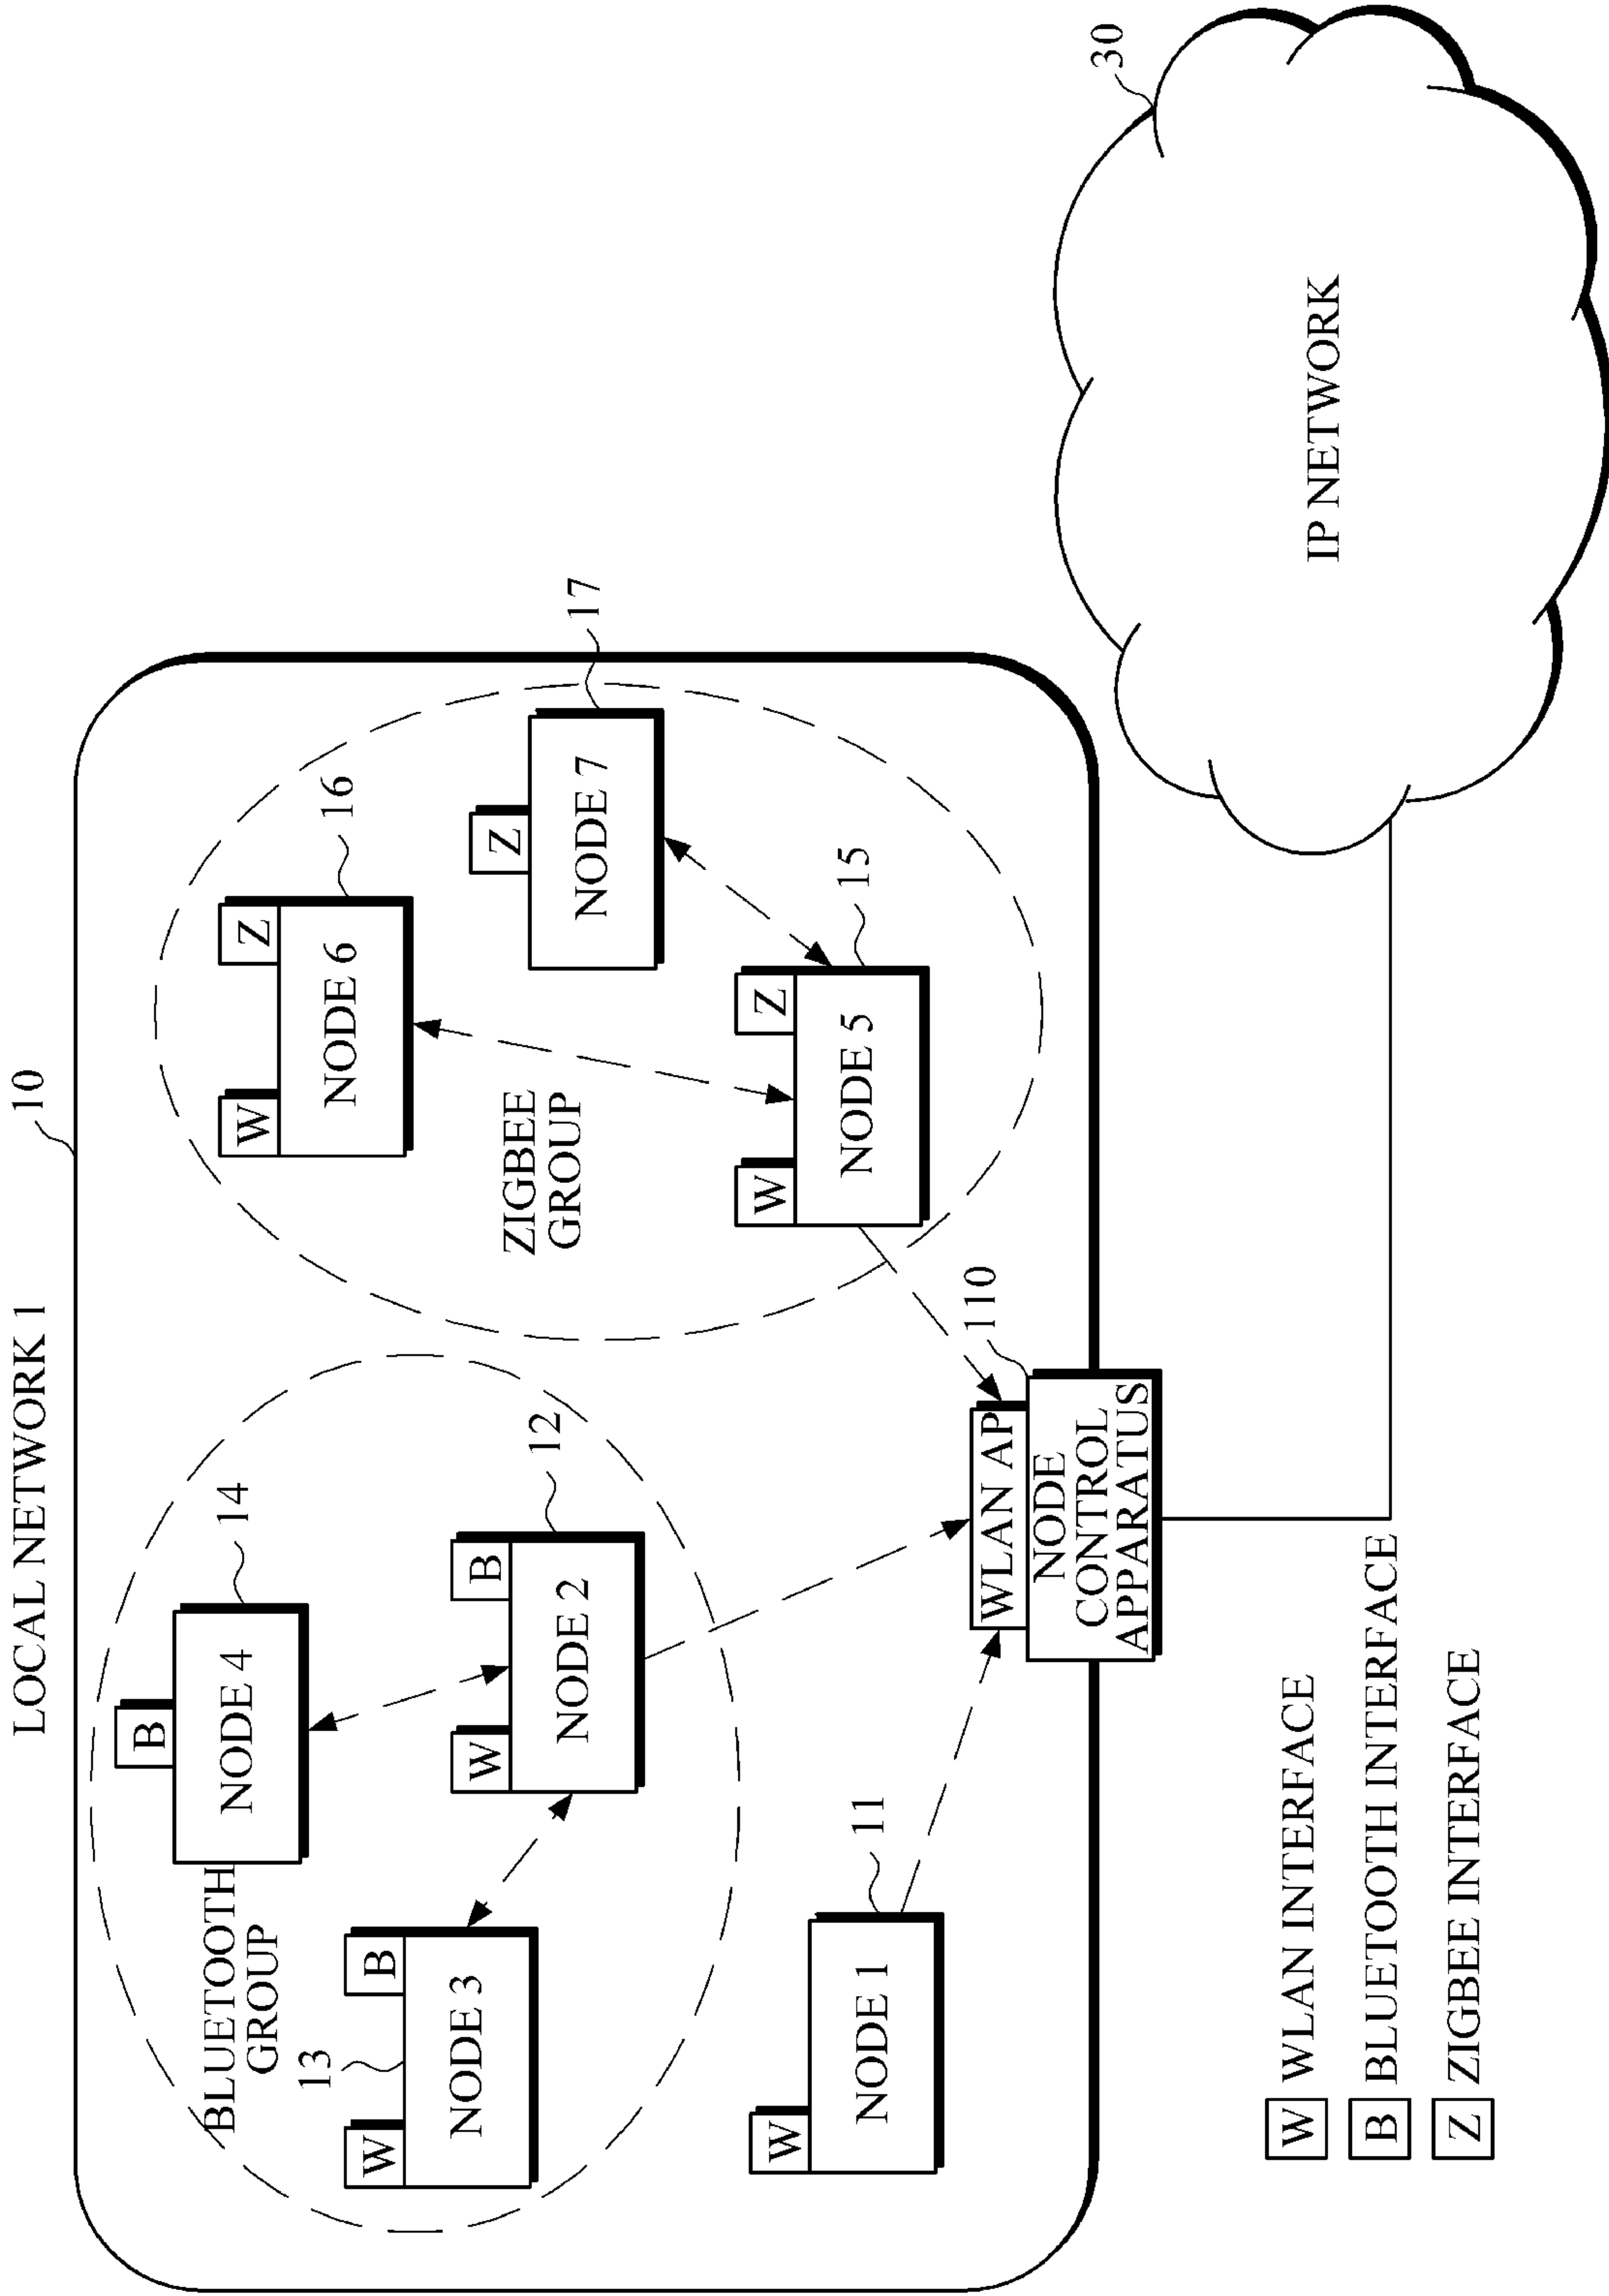 LOCAL NETWORK 1
10
BLUETOOTH
GROUP
B
NODE 4
14
13
W
B
NODE 3
W
B
NODE 2
12
W
NODE 1
11
W
Z
NODE 6
16
Z
NODE 7
17
ZIGBEE
GROUP
W
Z
NODE 5
15
110
WLAN AP
NODE
CONTROL
APPARATUS
30
IP NETWORK
W WLAN INTERFACE
B BLUETOOTH INTERFACE
Z ZIGBEE INTERFACE